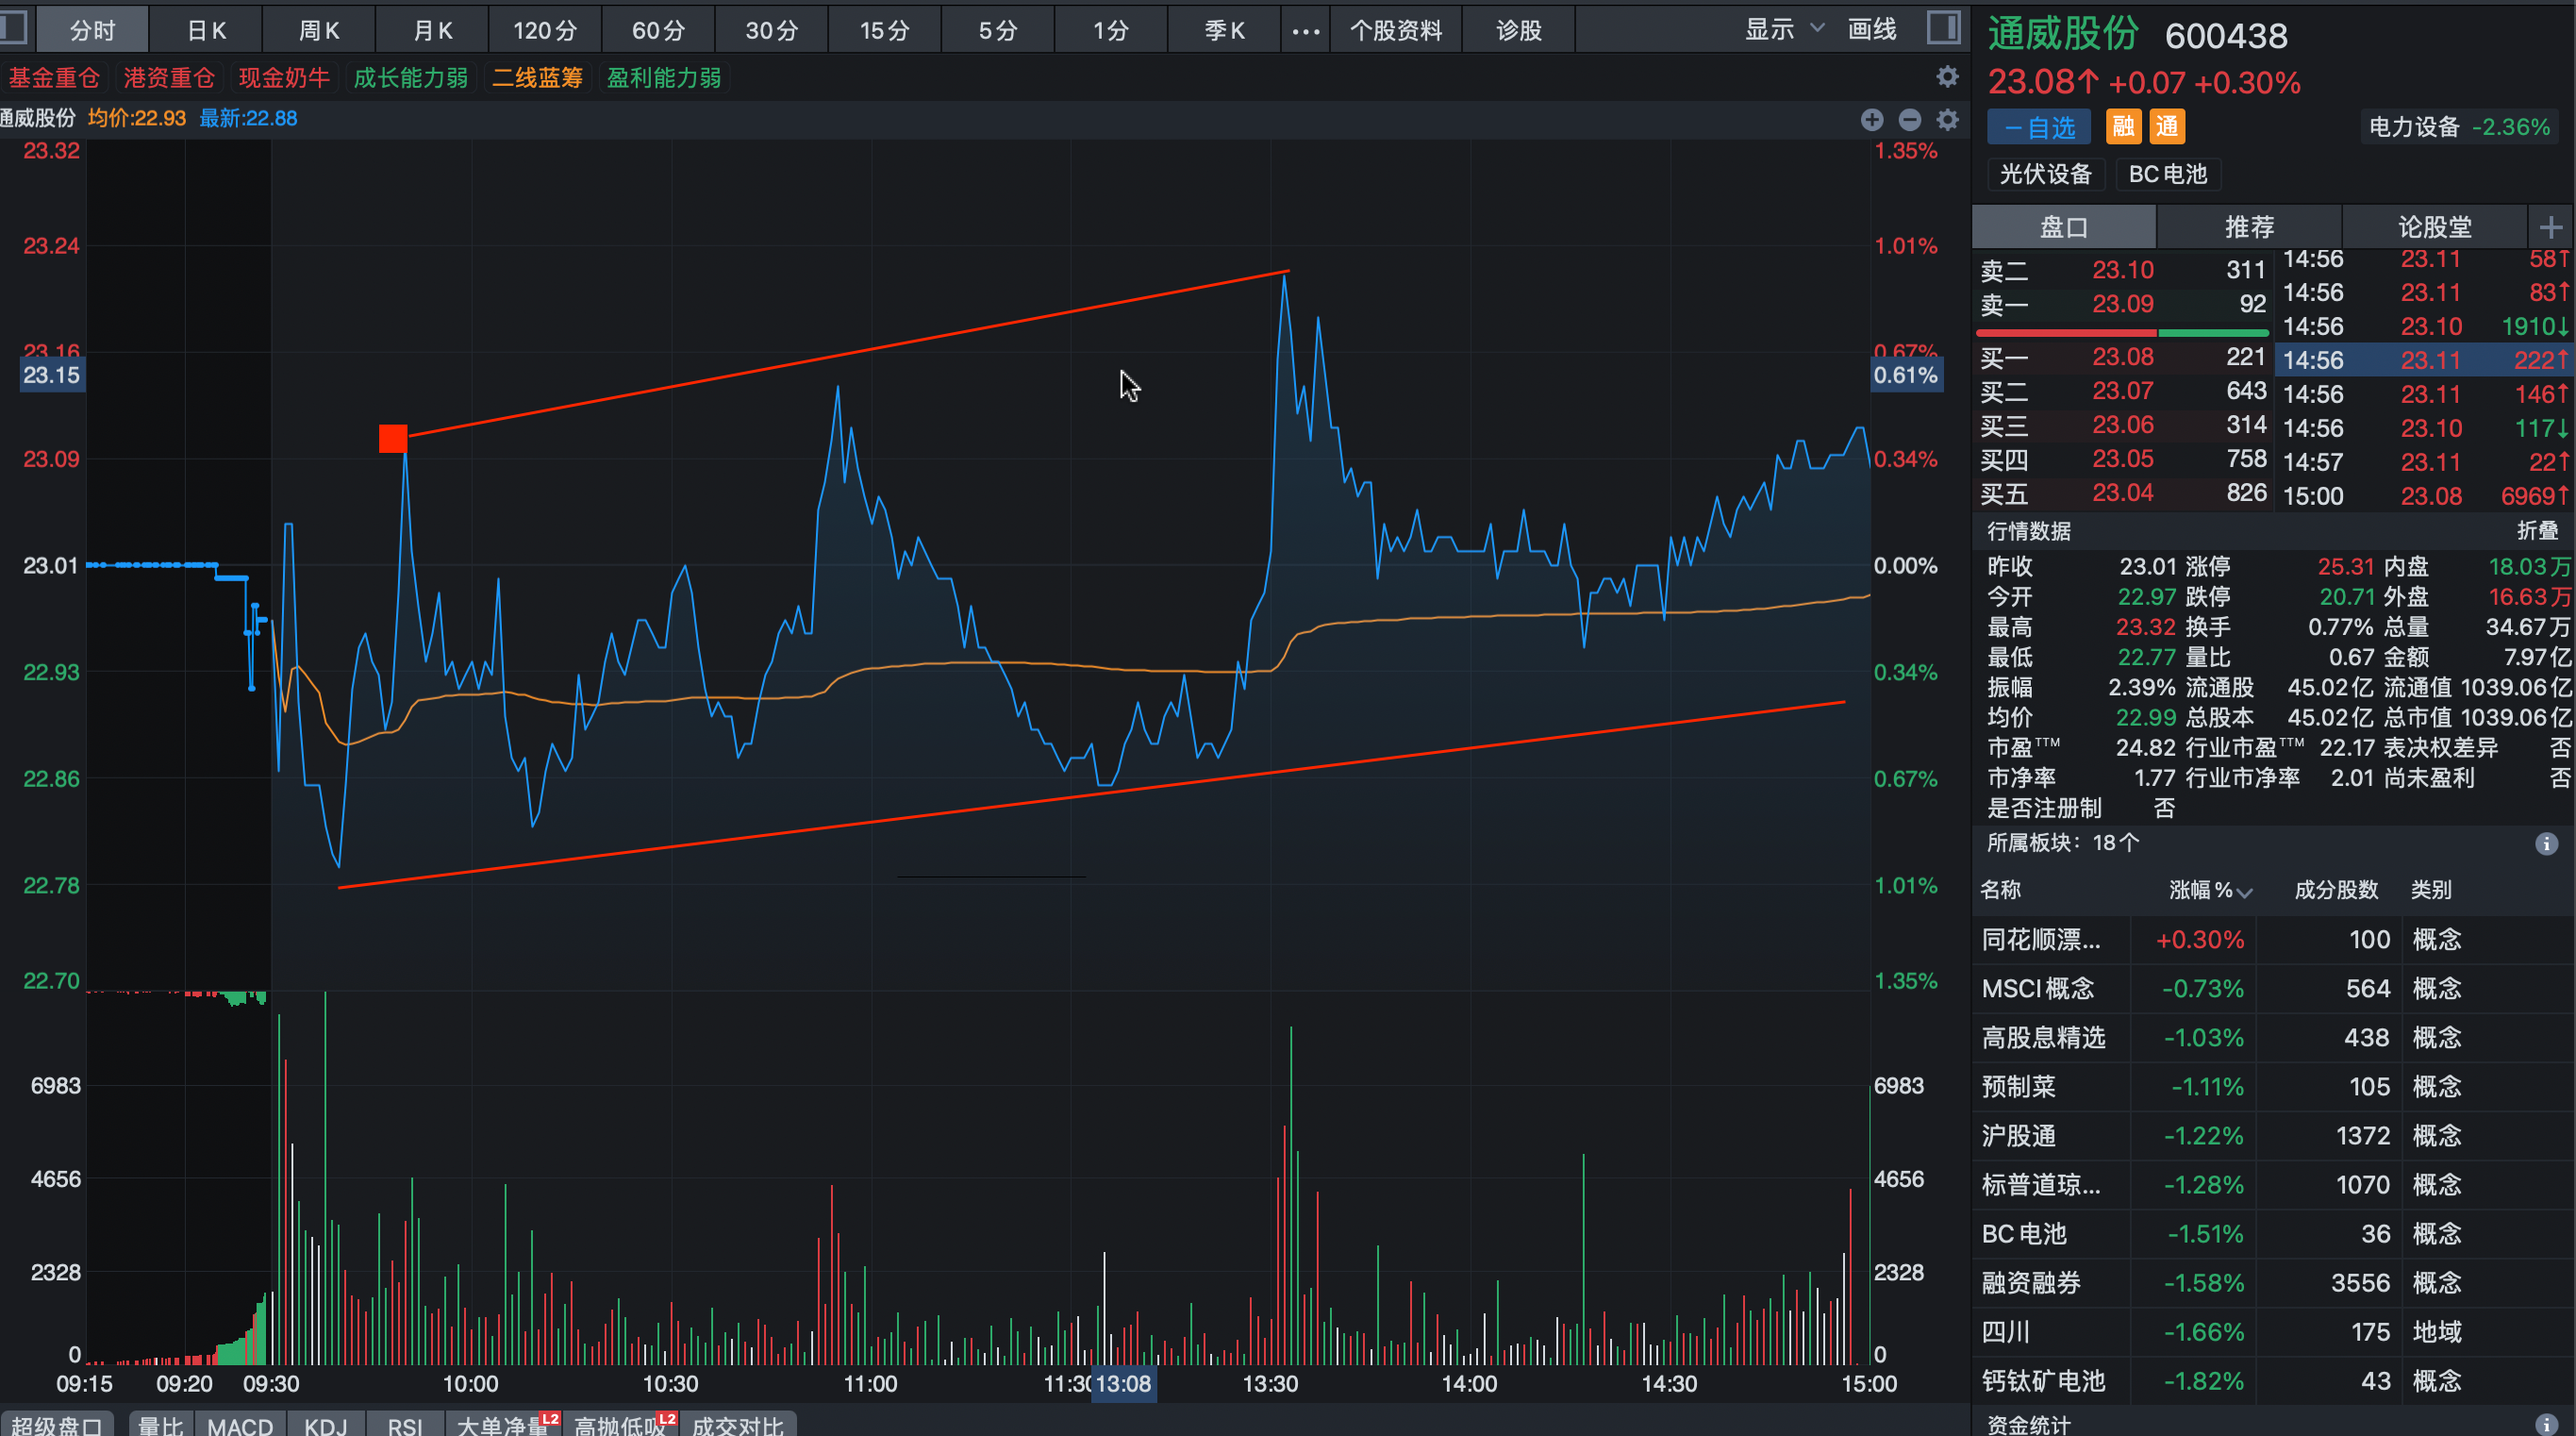 分时 日K 周K 月K 120分 60分 30分 15分 5分 1分 季K ... 个股资料 诊股 显示 画线
基金重仓 港资重仓 现金奶牛 成长能力弱 二线蓝筹 盈利能力弱
通威股份 均价:22.93 最新:22.88
23.32 1.35%
23.24 1.01%
23.16 0.67%
23.15 0.61%
23.09 0.34%
23.01 0.00%
22.93 0.34%
22.86 0.67%
22.78 1.01%
22.70 1.35%
6983 6983
4656 4656
2328 2328
0 0
09:15 09:20 09:30 10:00 10:30 11:00 11:30 13:08 13:30 14:00 14:30 15:00
超级盘口 量比 MACD KDJ RSI 大单净量 L2 高抛低吸 L2 成交对比
通威股份 600438
23.08↑ +0.07 +0.30%
一自选 融 通 电力设备 -2.36%
光伏设备 BC电池
盘口 推荐 论股堂 +
卖二 23.10 311
卖一 23.09 92
买一 23.08 221
买二 23.07 643
买三 23.06 314
买四 23.05 758
买五 23.04 826
14:56 23.11 58↑
14:56 23.11 83↑
14:56 23.10 1910↓
14:56 23.11 222↑
14:56 23.11 146↑
14:56 23.10 117↓
14:57 23.11 22↑
15:00 23.08 6969↑
行情数据 折叠
昨收 23.01 涨停 25.31 内盘 18.03万
今开 22.97 跌停 20.71 外盘 16.63万
最高 23.32 换手 0.77% 总量 34.67万
最低 22.77 量比 0.67 金额 7.97亿
振幅 2.39% 流通股 45.02亿 流通值 1039.06亿
均价 22.99 总股本 45.02亿 总市值 1039.06亿
市盈TTM 24.82 行业市盈TTM 22.17 表决权差异 否
市净率 1.77 行业市净率 2.01 尚未盈利 否
是否注册制 否
所属板块：18个
名称 涨幅% 成分股数 类别
同花顺漂... +0.30% 100 概念
MSCI概念 -0.73% 564 概念
高股息精选 -1.03% 438 概念
预制菜 -1.11% 105 概念
沪股通 -1.22% 1372 概念
标普道琼... -1.28% 1070 概念
BC电池 -1.51% 36 概念
融资融券 -1.58% 3556 概念
四川 -1.66% 175 地域
钙钛矿电池 -1.82% 43 概念
资金统计